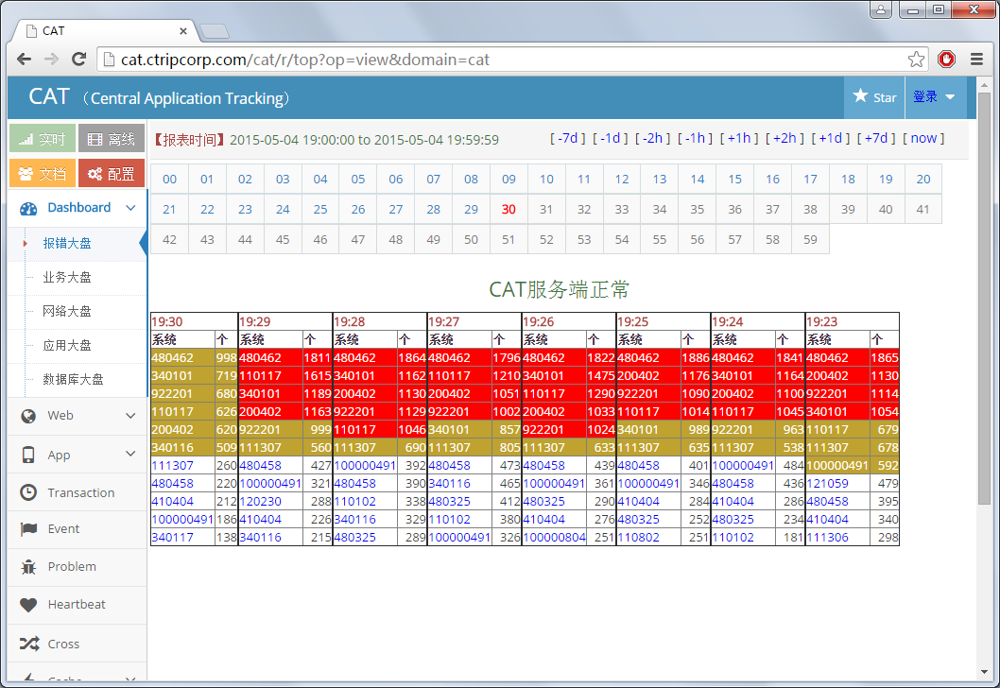 CAT
cat.ctripcorp.com/cat/r/top?op=view&domain=cat
CAT （Central Application Tracking）
Star 登录
实时 离线
文档 配置
Dashboard
报错大盘
业务大盘
网络大盘
应用大盘
数据库大盘
Web
App
Transaction
Event
Problem
Heartbeat
Cross
【报表时间】2015-05-04 19:00:00 to 2015-05-04 19:59:59 [ -7d ] [ -1d ] [ -2h ] [ -1h ] [ +1h ] [ +2h ] [ +1d ] [ +7d ] [ now ]
00 01 02 03 04 05 06 07 08 09 10 11 12 13 14 15 16 17 18 19 20
21 22 23 24 25 26 27 28 29 30 31 32 33 34 35 36 37 38 39 40 41
42 43 44 45 46 47 48 49 50 51 52 53 54 55 56 57 58 59
CAT服务端正常
19:30 19:29 19:28 19:27 19:26 19:25 19:24 19:23
系统 个 系统 个 系统 个 系统 个 系统 个 系统 个 系统 个 系统 个
480462 998 480462 1811 480462 1864 480462 1796 480462 1822 480462 1886 480462 1841 480462 1865
340101 719 110117 1615 340101 1162 110117 1210 340101 1475 200402 1176 340101 1164 200402 1130
922201 680 340101 1189 200402 1130 200402 1051 110117 1290 922201 1090 200402 1100 922201 1114
110117 626 200402 1163 922201 1129 922201 1002 200402 1033 110117 1014 110117 1045 340101 1054
200402 620 922201 999 110117 1046 340101 857 922201 1024 340101 989 922201 963 110117 679
340116 509 111307 560 111307 690 111307 805 111307 633 111307 635 111307 538 111307 678
111307 260 480458 427 100000491 392 480458 473 480458 439 480458 401 100000491 484 100000491 592
480458 220 100000491 321 480458 390 340116 465 100000491 361 100000491 346 480458 436 121059 479
410404 212 120230 288 110102 338 480325 412 480325 290 410404 284 410404 286 480458 395
100000491 186 410404 226 340116 329 110102 380 410404 276 480325 252 480325 234 410404 340
340117 138 340116 215 480325 289 100000491 326 100000804 251 110802 251 110102 181 111306 298